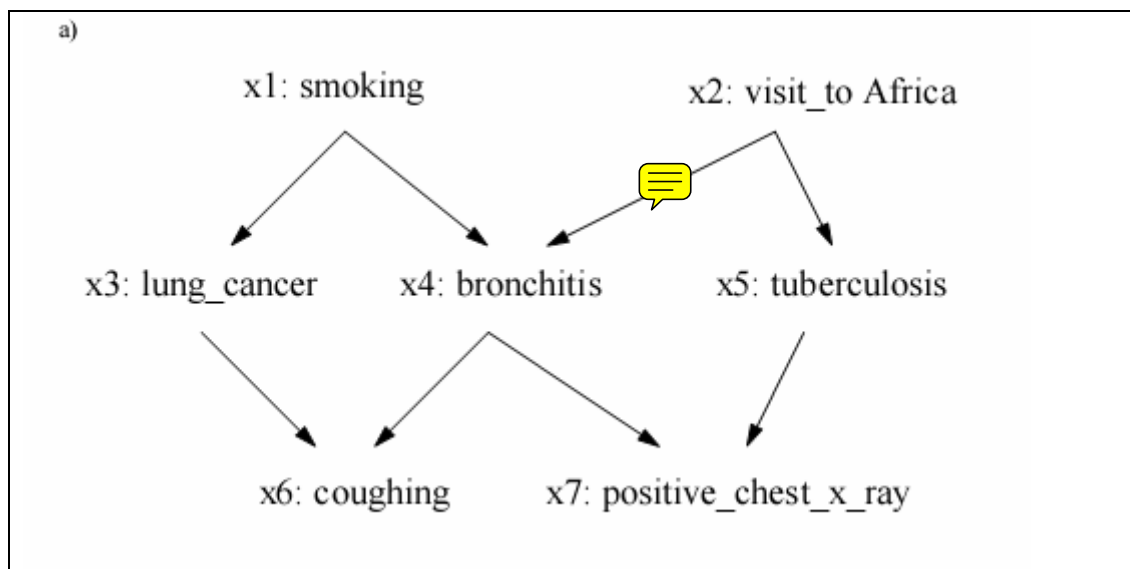 a)
x1: smoking
x2: visit_to Africa
x3: lung_cancer
x4: bronchitis
x5: tuberculosis
x6: coughing
x7: positive_chest_x_ray